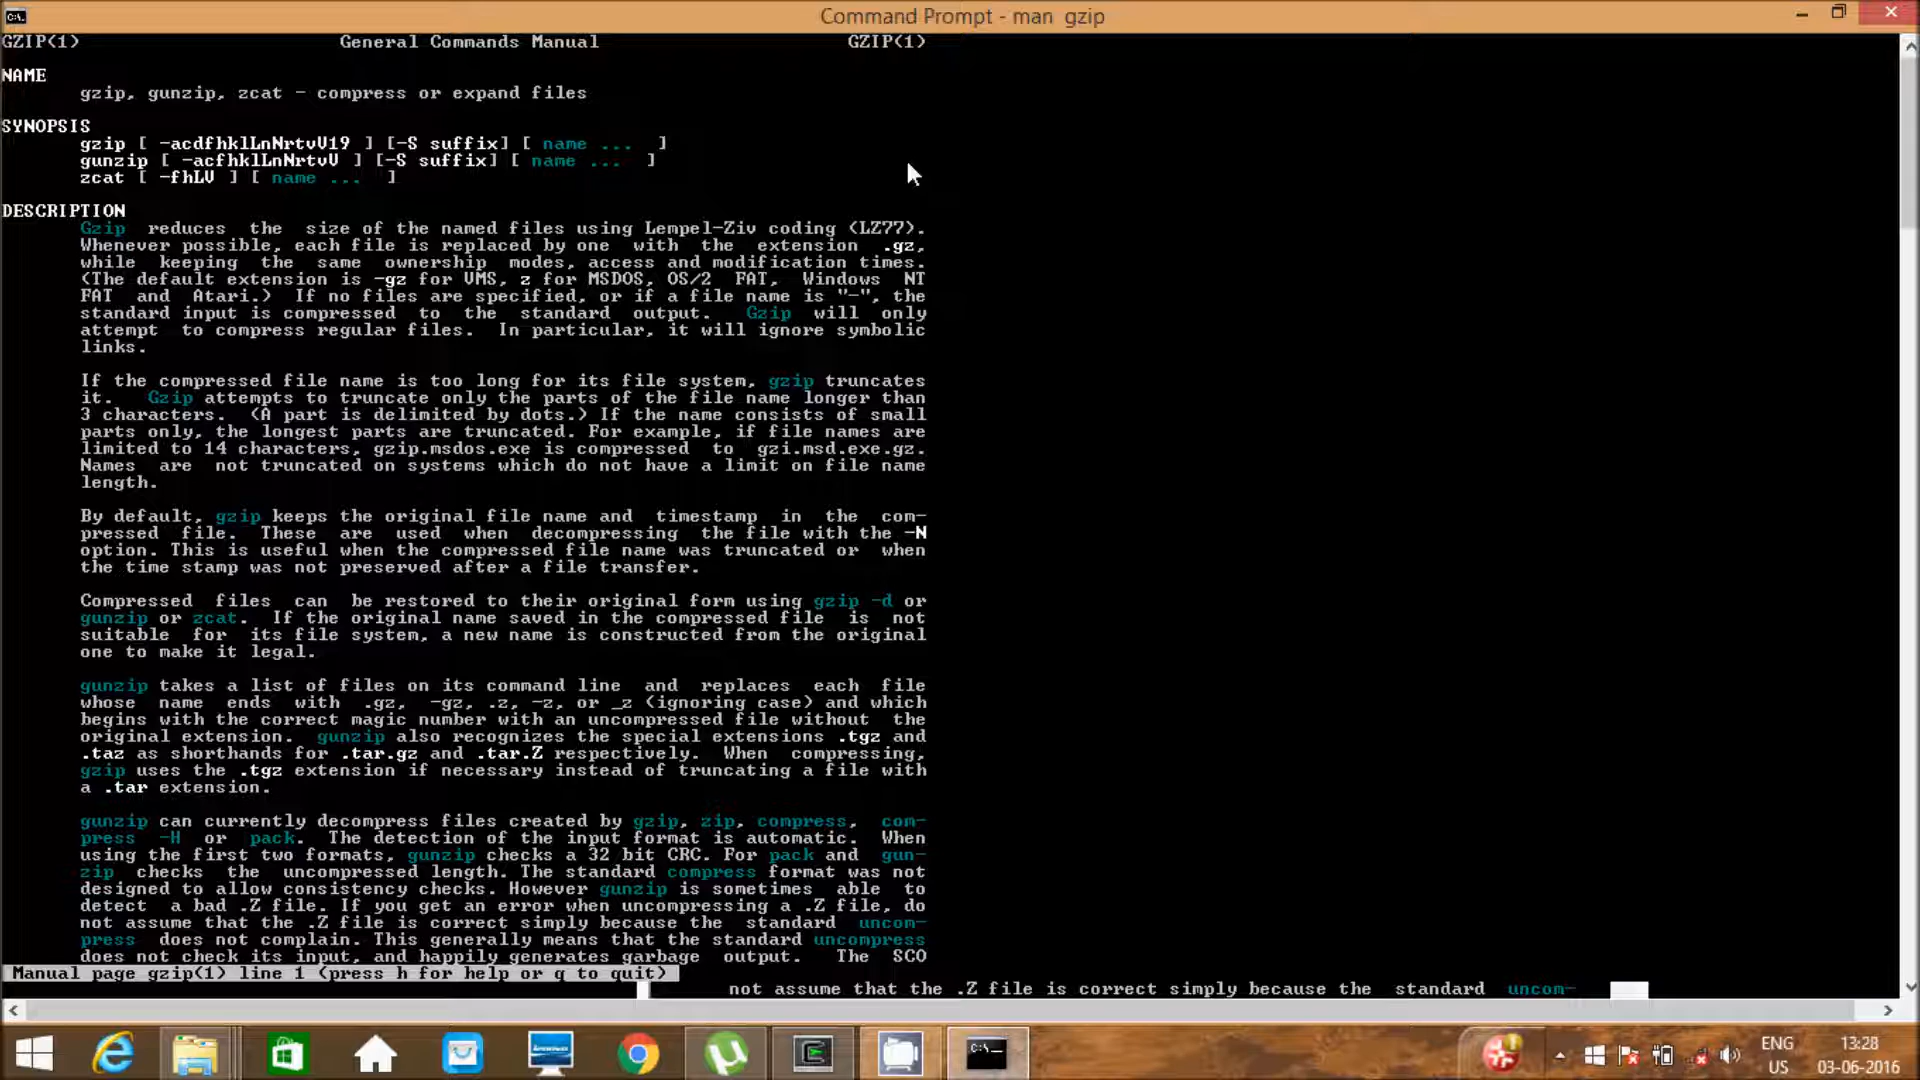 Command Prompt - man  gzip
GZIP(1)                       General Commands Manual                      GZIP(1)
NAME
gzip, gunzip, zcat - compress or expand files
SYNOPSIS
gzip [ -acdfhklLnNrtvV19 ] [-S suffix] [ name ...  ]
gunzip [ -acfhklLnNrtvV ] [-S suffix] [ name ...  ]
zcat [ -fhLV ] [ name ...  ]
DESCRIPTION
Gzip  reduces  the  size of the named files using Lempel-Ziv coding (LZ77).
Whenever possible, each file is replaced by one  with  the  extension  .gz,
while  keeping  the  same  ownership  modes, access and modification times.
(The default extension is -gz for VMS, z for MSDOS, OS/2  FAT,  Windows  NT
FAT  and  Atari.)  If no files are specified, or if a file name is "-", the
standard input is compressed  to  the  standard  output.   Gzip  will  only
attempt  to compress regular files.  In particular, it will ignore symbolic
links.
If the compressed file name is too long for its file system, gzip truncates
it.   Gzip attempts to truncate only the parts of the file name longer than
3 characters.  (A part is delimited by dots.) If the name consists of small
parts only, the longest parts are truncated. For example, if file names are
limited to 14 characters, gzip.msdos.exe is compressed  to  gzi.msd.exe.gz.
Names  are  not truncated on systems which do not have a limit on file name
length.
By default, gzip keeps the original file name and  timestamp  in  the  com-
pressed  file.  These  are  used  when  decompressing  the file with the -N
option. This is useful when the compressed file name was truncated or  when
the time stamp was not preserved after a file transfer.
Compressed  files  can  be restored to their original form using gzip -d or
gunzip or zcat.  If the original name saved in the compressed file  is  not
suitable  for  its file system, a new name is constructed from the original
one to make it legal.
gunzip takes a list of files on its command line  and  replaces  each  file
whose  name  ends  with  .gz,  -gz, .z, -z, or _z (ignoring case) and which
begins with the correct magic number with an uncompressed file without  the
original extension.  gunzip also recognizes the special extensions .tgz and
.taz as shorthands for .tar.gz and .tar.Z respectively.  When  compressing,
gzip uses the .tgz extension if necessary instead of truncating a file with
a .tar extension.
gunzip can currently decompress files created by gzip, zip, compress,  com-
press  -H  or  pack.  The detection of the input format is automatic.  When
using the first two formats, gunzip checks a 32 bit CRC. For pack and  gun-
zip  checks  the  uncompressed length. The standard compress format was not
designed to allow consistency checks. However gunzip is sometimes  able  to
detect  a bad .Z file. If you get an error when uncompressing a .Z file, do
not assume that the .Z file is correct simply because the  standard  uncom-
press  does not complain. This generally means that the standard uncompress
does not check its input, and happily generates garbage  output.   The  SCO
Manual page gzip(1) line 1 (press h for help or q to quit)
not assume that the .Z file is correct simply because the  standard  uncom-
ENG
US
13:28
03-06-2016